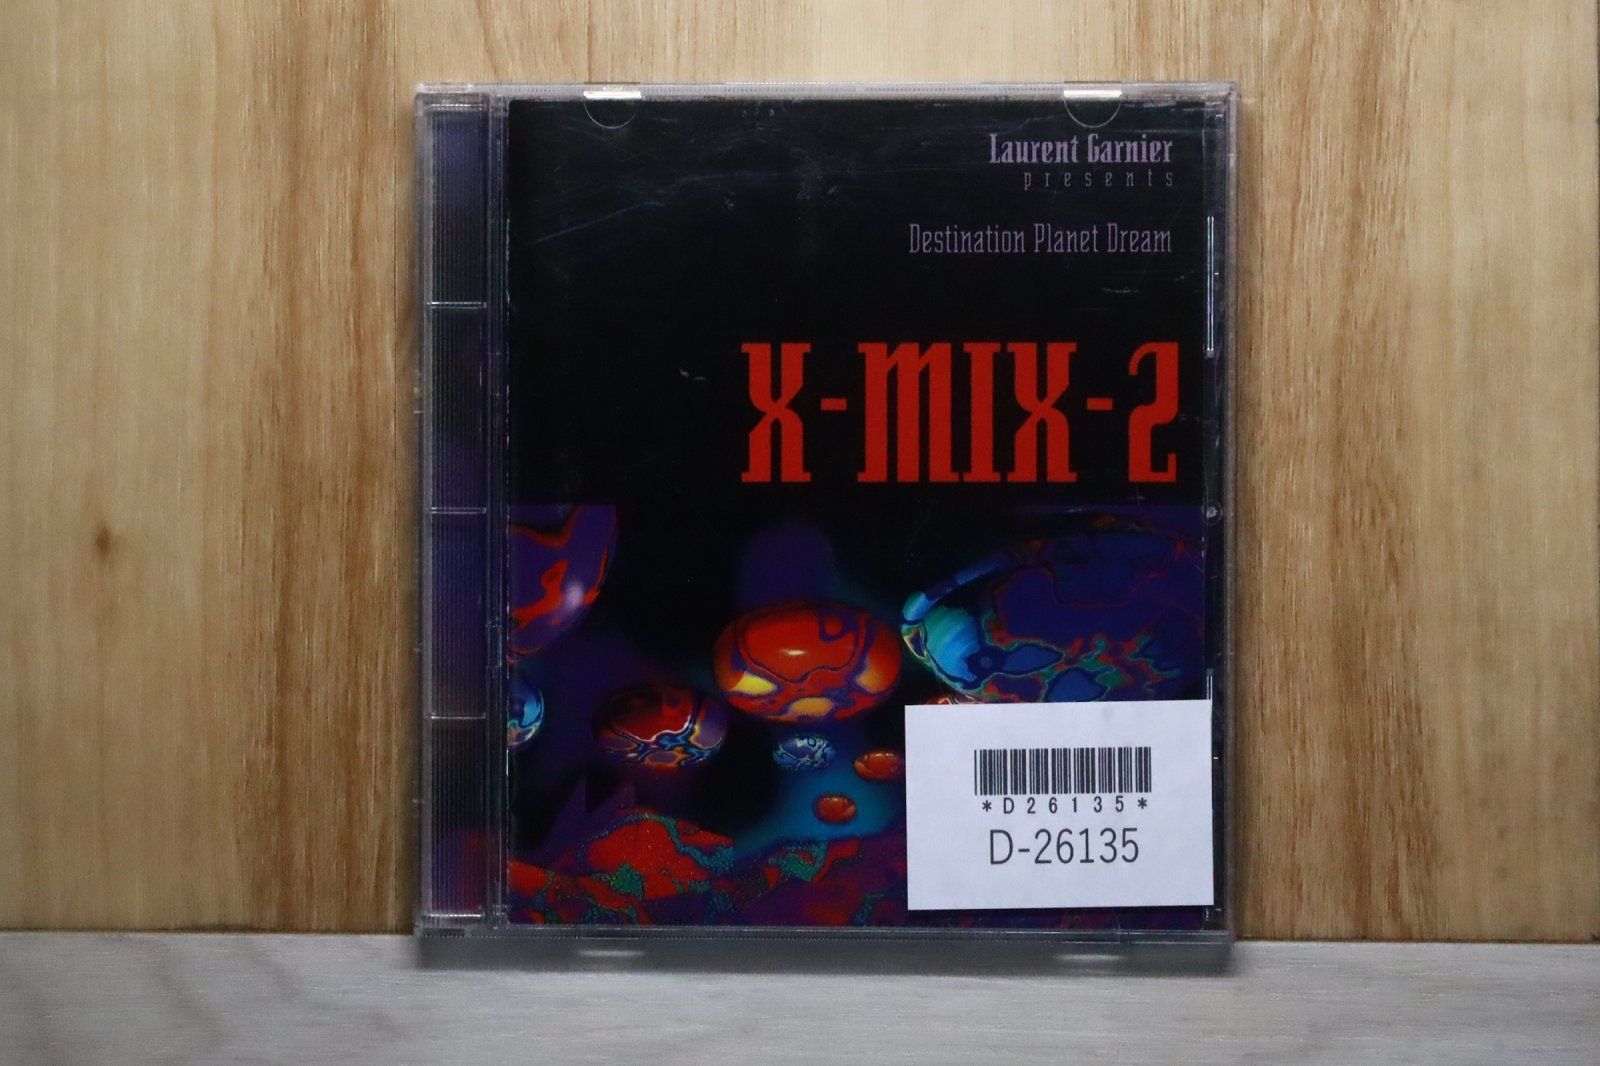 Laurent Garnier
presents
Destination Planet Dream
X-MIX-2
*D26135*
D-26135